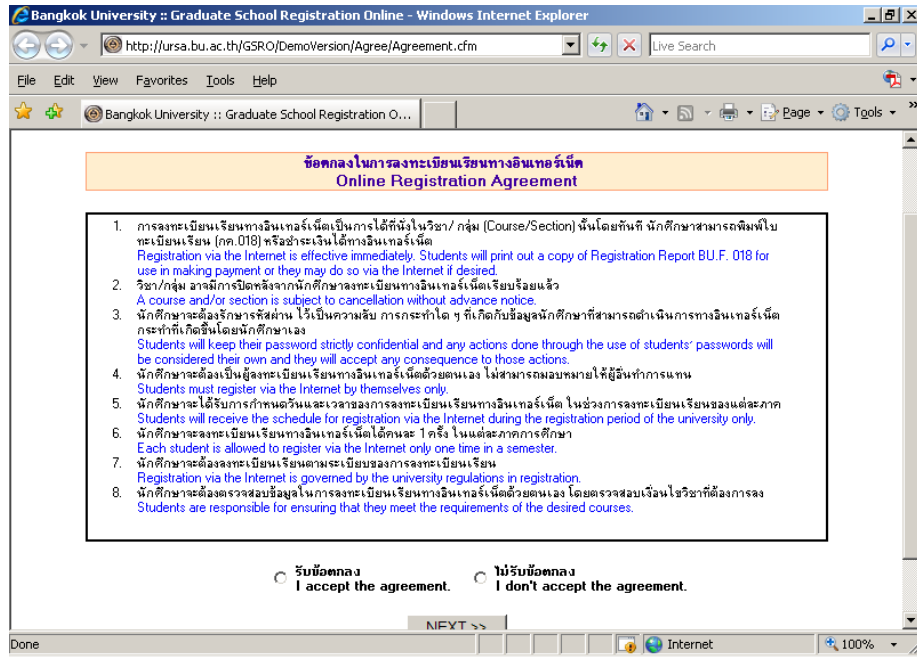 Bangkok University :: Graduate School Registration Online - Windows Internet Explorer
http://ursa.bu.ac.th/GSRO/DemoVersion/Agree/Agreement.cfm
Live Search
File Edit View Favorites Tools Help
Bangkok University :: Graduate School Registration O...
Page Tools
ข้อตกลงในการลงทะเบียนเรียนทางอินเทอร์เน็ต
Online Registration Agreement
1. การลงทะเบียนเรียนทางอินเทอร์เน็ตเป็นการได้ที่นั่งในวิชา/ กลุ่ม (Course/Section) นั้นโดยทันที นักศึกษาสามารถพิมพ์ใบ
ทะเบียนเรียน (กค.018) หรือชำระเงินได้ทางอินเทอร์เน็ต
Registration via the Internet is effective immediately. Students will print out a copy of Registration Report BU.F. 018 for
use in making payment or they may do so via the Internet if desired.
2. วิชา/กลุ่ม อาจมีการปิดหลังจากนักศึกษาลงทะเบียนทางอินเทอร์เน็ตเรียบร้อยแล้ว
A course and/or section is subject to cancellation without advance notice.
3. นักศึกษาจะต้องรักษารหัสผ่าน ไว้เป็นความลับ การกระทำใด ๆ ที่เกิดกับข้อมูลนักศึกษาที่สามารถดำเนินการทางอินเทอร์เน็ต
กระทำที่เกิดขึ้นโดยนักศึกษาเอง
Students will keep their password strictly confidential and any actions done through the use of students' passwords will
be considered their own and they will accept any consequence to those actions.
4. นักศึกษาจะต้องเป็นผู้ลงทะเบียนเรียนทางอินเทอร์เน็ตด้วยตนเอง ไม่สามารถมอบหมายให้ผู้อื่นทำการแทน
Students must register via the Internet by themselves only.
5. นักศึกษาจะได้รับการกำหนดวันและเวลาของการลงทะเบียนเรียนทางอินเทอร์เน็ต ในช่วงการลงทะเบียนเรียนของแต่ละภาค
Students will receive the schedule for registration via the Internet during the registration period of the university only.
6. นักศึกษาจะลงทะเบียนเรียนทางอินเทอร์เน็ตได้คนละ 1 ครั้ง ในแต่ละภาคการศึกษา
Each student is allowed to register via the Internet only one time in a semester.
7. นักศึกษาจะต้องลงทะเบียนเรียนตามระเบียบของการลงทะเบียนเรียน
Registration via the Internet is governed by the university regulations in registration.
8. นักศึกษาจะต้องตรวจสอบข้อมูลในการลงทะเบียนเรียนทางอินเทอร์เน็ตด้วยตนเอง โดยตรวจสอบเงื่อนไขวิชาที่ต้องการลง
Students are responsible for ensuring that they meet the requirements of the desired courses.
รับข้อตกลง ไม่รับข้อตกลง
I accept the agreement. I don't accept the agreement.
NEXT >>
Done Internet 100%